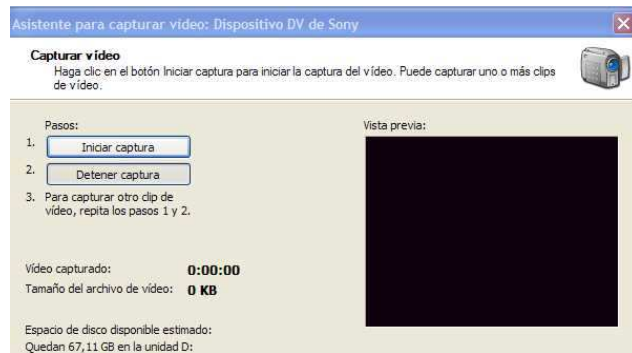 Asistente para capturar vídeo: Dispositivo DV de Sony
Capturar vídeo
Haga clic en el botón Iniciar captura para iniciar la captura del vídeo. Puede capturar uno o más clips
de vídeo.
Pasos:
Vista previa:
1. Iniciar captura
2. Detener captura
3. Para capturar otro clip de
vídeo, repita los pasos 1 y 2.
Vídeo capturado: 0:00:00
Tamaño del archivo de vídeo: 0 KB
Espacio de disco disponible estimado:
Quedan 67,11 GB en la unidad D: